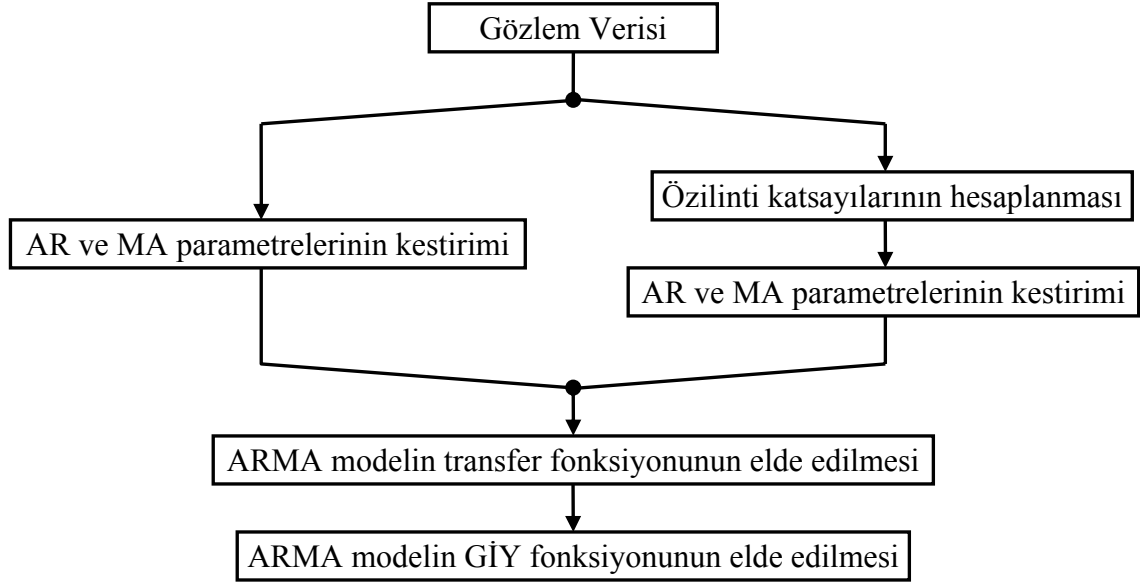 Gözlem Verisi
Özilinti katsayılarının hesaplanması
AR ve MA parametrelerinin kestirimi
AR ve MA parametrelerinin kestirimi
ARMA modelin transfer fonksiyonunun elde edilmesi
ARMA modelin GİY fonksiyonunun elde edilmesi